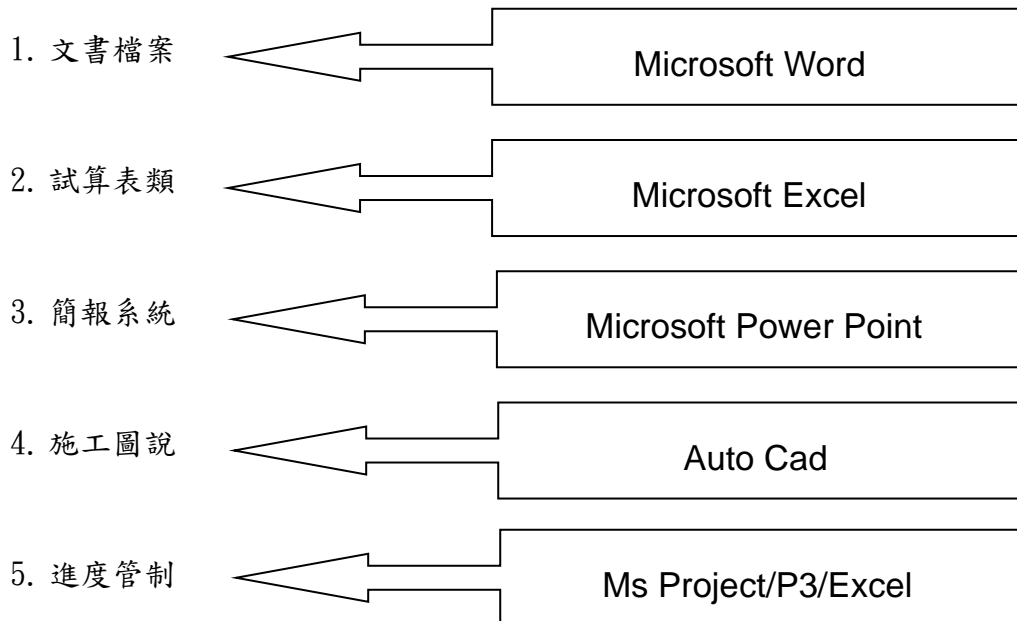 1. 文書檔案 Microsoft Word
2. 試算表類 Microsoft Excel
3. 簡報系統 Microsoft Power Point
4. 施工圖說 Auto Cad
5. 進度管制 Ms Project/P3/Excel